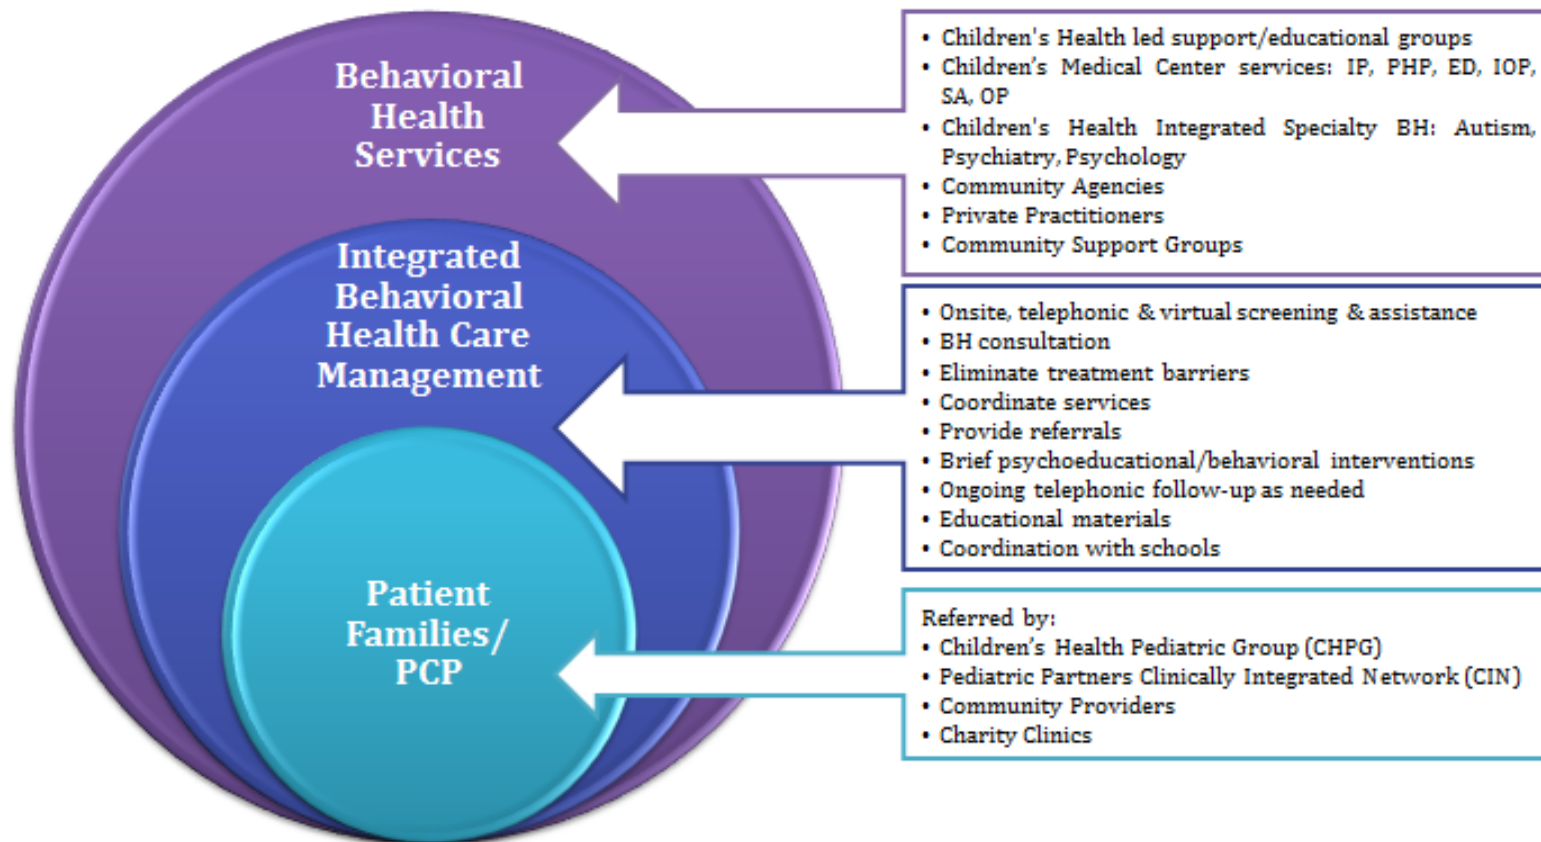 Behavioral
Health
Services
• Children's Health led support/educational groups
• Children's Medical Center services: IP, PHP, ED, IOP,
SA, OP
• Children's Health Integrated Specialty BH: Autism,
Psychiatry, Psychology
• Community Agencies
• Private Practitioners
• Community Support Groups
Integrated
Behavioral
Health Care
Management
• Onsite, telephonic & virtual screening & assistance
• BH consultation
• Eliminate treatment barriers
• Coordinate services
• Provide referrals
• Brief psychoeducational/behavioral interventions
• Ongoing telephonic follow-up as needed
• Educational materials
• Coordination with schools
Patient
Families/
PCP
Referred by:
• Children's Health Pediatric Group (CHPG)
• Pediatric Partners Clinically Integrated Network (CIN)
• Community Providers
• Charity Clinics